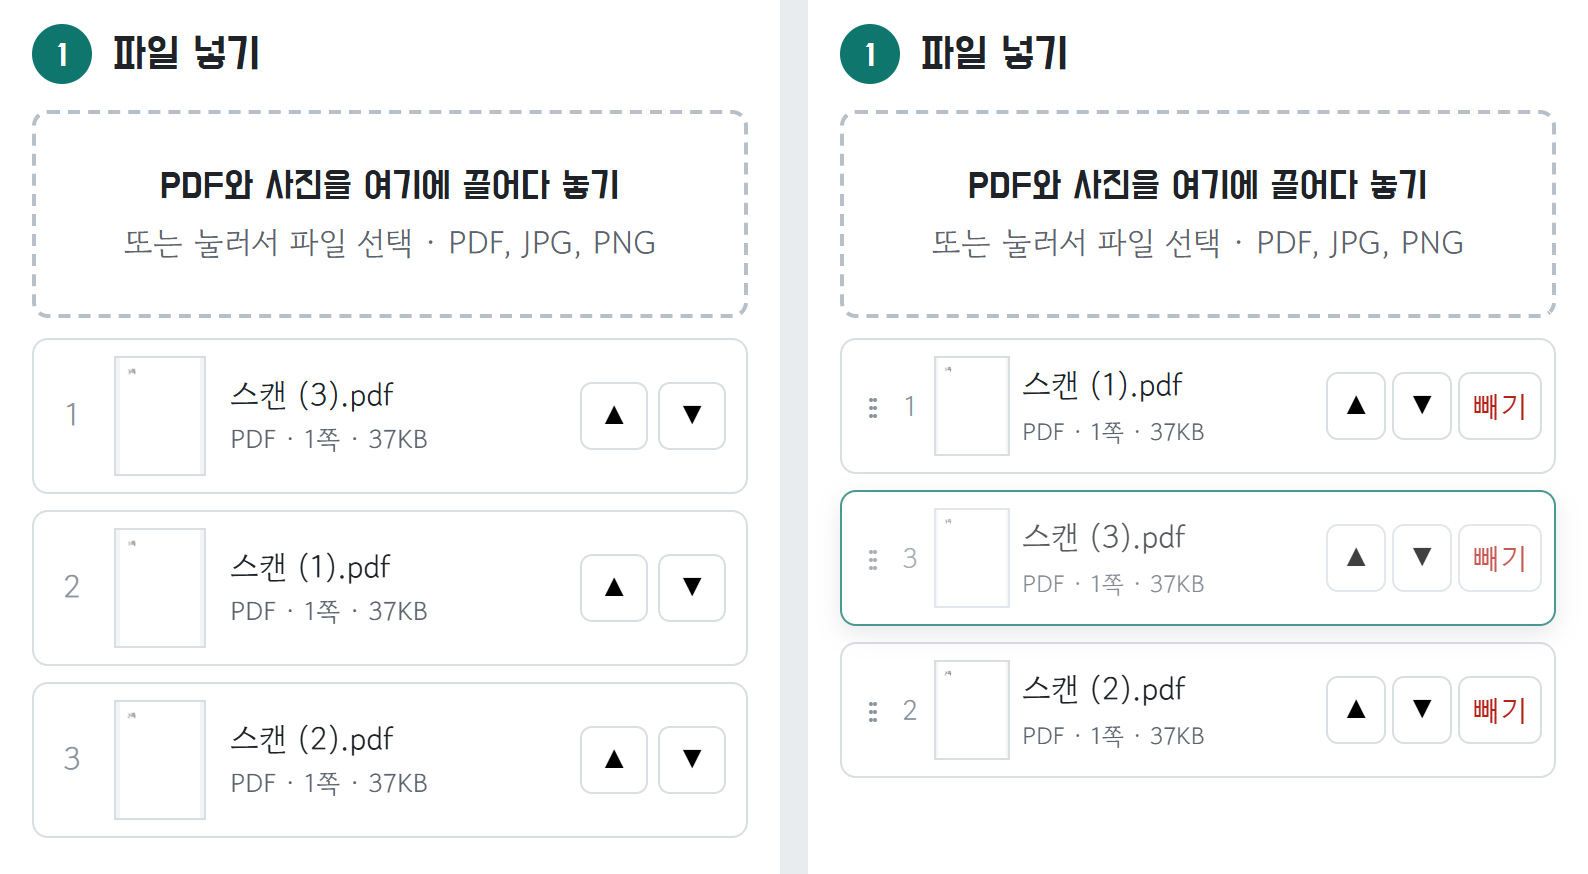 1 파일 넣기
PDF와 사진을 여기에 끌어다 놓기
또는 눌러서 파일 선택 · PDF, JPG, PNG
1 스캔 (3).pdf ▲ ▼
PDF · 1쪽 · 37KB
2 스캔 (1).pdf ▲ ▼
PDF · 1쪽 · 37KB
3 스캔 (2).pdf ▲ ▼
PDF · 1쪽 · 37KB
1 파일 넣기
PDF와 사진을 여기에 끌어다 놓기
또는 눌러서 파일 선택 · PDF, JPG, PNG
1 스캔 (1).pdf ▲ ▼ 빼기
PDF · 1쪽 · 37KB
3 스캔 (3).pdf ▲ ▼ 빼기
PDF · 1쪽 · 37KB
2 스캔 (2).pdf ▲ ▼ 빼기
PDF · 1쪽 · 37KB